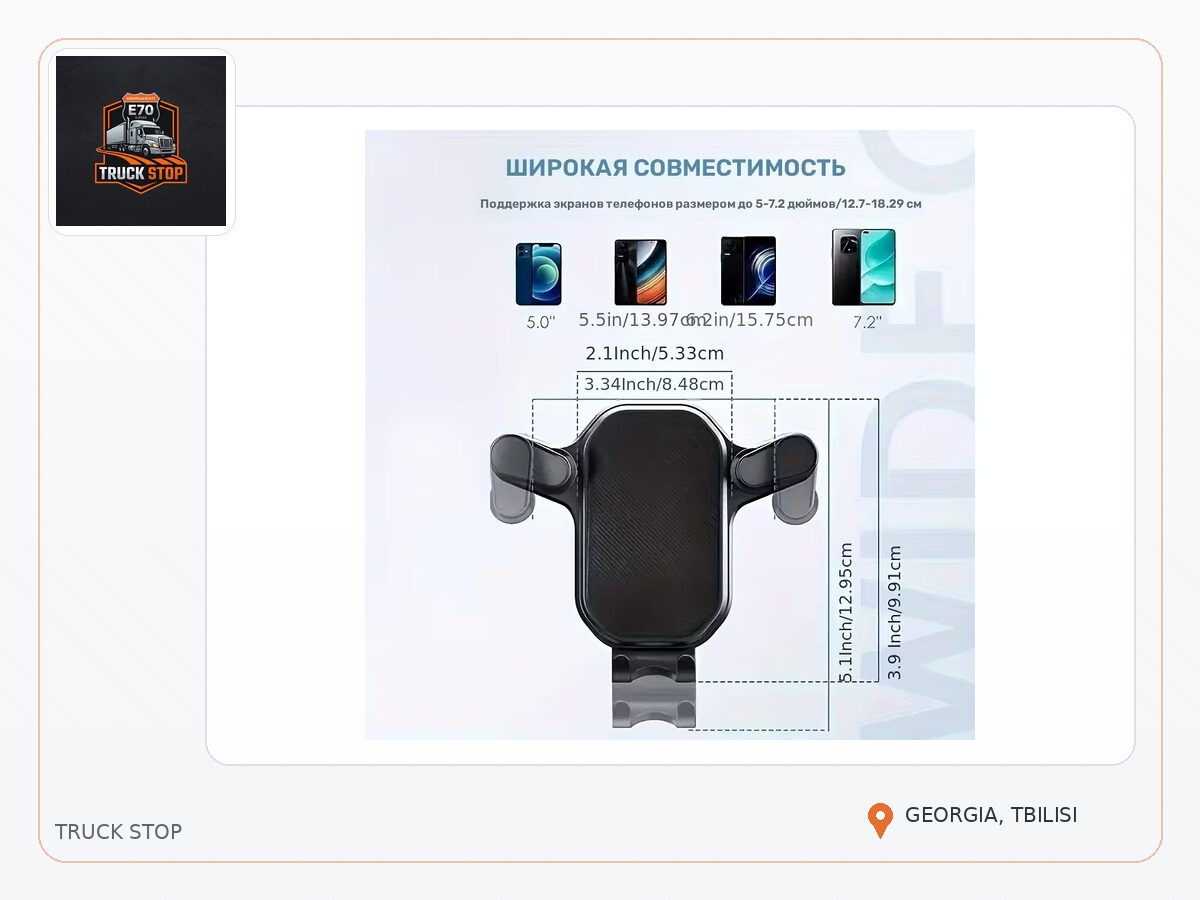 E70
TRUCK STOP
ШИРОКАЯ СОВМЕСТИМОСТЬ
Поддержка экранов телефонов размером до 5-7.2 дюймов/12.7-18.29 см
5.0" 5.5in/13.97cm 6.2in/15.75cm 7.2"
2.1Inch/5.33cm
3.34Inch/8.48cm
5.1Inch/12.95cm
3.9 Inch/9.91cm
WIDE CO
TRUCK STOP
GEORGIA, TBILISI